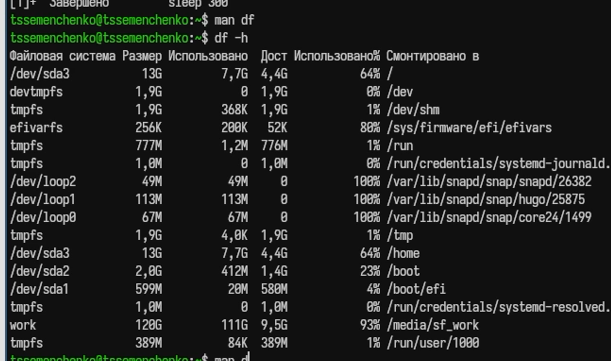 [1]+  Завершено        sleep 300
tssemenchenko@tssemenchenko:~$ man df
tssemenchenko@tssemenchenko:~$ df -h
Файловая система Размер Использовано  Дост Использовано% Смонтировано в
/dev/sda3           13G         7,7G  4,4G           64% /
devtmpfs           1,9G            0  1,9G            0% /dev
tmpfs              1,9G         368K  1,9G            1% /dev/shm
efivarfs           256K         200K   52K           80% /sys/firmware/efi/efivars
tmpfs              777M         1,2M  776M            1% /run
tmpfs              1,0M            0  1,0M            0% /run/credentials/systemd-journald.
/dev/loop2          49M          49M     0          100% /var/lib/snapd/snap/snapd/26382
/dev/loop1         113M         113M     0          100% /var/lib/snapd/snap/hugo/25875
/dev/loop0          67M          67M     0          100% /var/lib/snapd/snap/core24/1499
tmpfs              1,9G         4,0K  1,9G            1% /tmp
/dev/sda3           13G         7,7G  4,4G           64% /home
/dev/sda2          2,0G         412M  1,4G           23% /boot
/dev/sda1          599M          20M  580M            4% /boot/efi
tmpfs              1,0M            0  1,0M            0% /run/credentials/systemd-resolved.
work               120G         111G  9,5G           93% /media/sf_work
tmpfs              389M          84K  389M            1% /run/user/1000
tssemenchenko@tssemenchenko:~$ man d